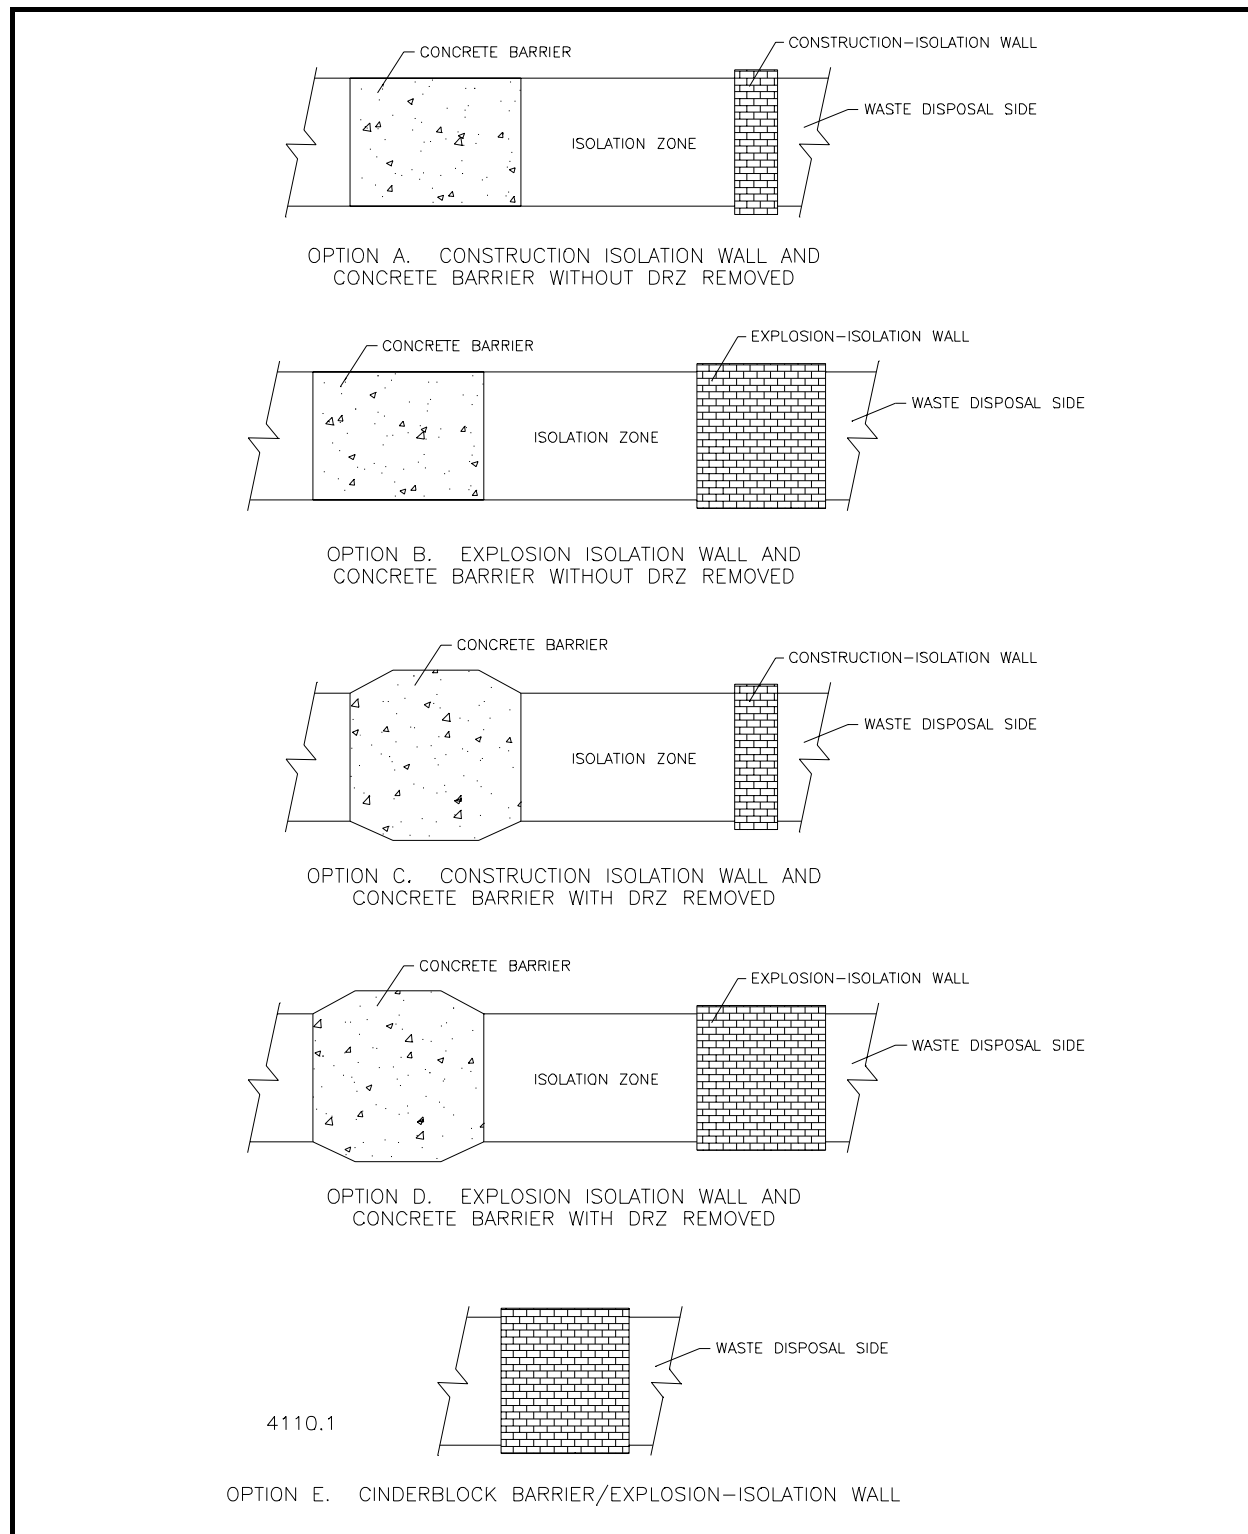 CONCRETE BARRIER
CONSTRUCTION-ISOLATION WALL
WASTE DISPOSAL SIDE
ISOLATION ZONE
OPTION A. CONSTRUCTION ISOLATION WALL AND
CONCRETE BARRIER WITHOUT DRZ REMOVED
CONCRETE BARRIER
EXPLOSION-ISOLATION WALL
WASTE DISPOSAL SIDE
ISOLATION ZONE
OPTION B. EXPLOSION ISOLATION WALL AND
CONCRETE BARRIER WITHOUT DRZ REMOVED
CONCRETE BARRIER
CONSTRUCTION-ISOLATION WALL
WASTE DISPOSAL SIDE
ISOLATION ZONE
OPTION C. CONSTRUCTION ISOLATION WALL AND
CONCRETE BARRIER WITH DRZ REMOVED
CONCRETE BARRIER
EXPLOSION-ISOLATION WALL
WASTE DISPOSAL SIDE
ISOLATION ZONE
OPTION D. EXPLOSION ISOLATION WALL AND
CONCRETE BARRIER WITH DRZ REMOVED
WASTE DISPOSAL SIDE
4110.1
OPTION E. CINDERBLOCK BARRIER/EXPLOSION-ISOLATION WALL